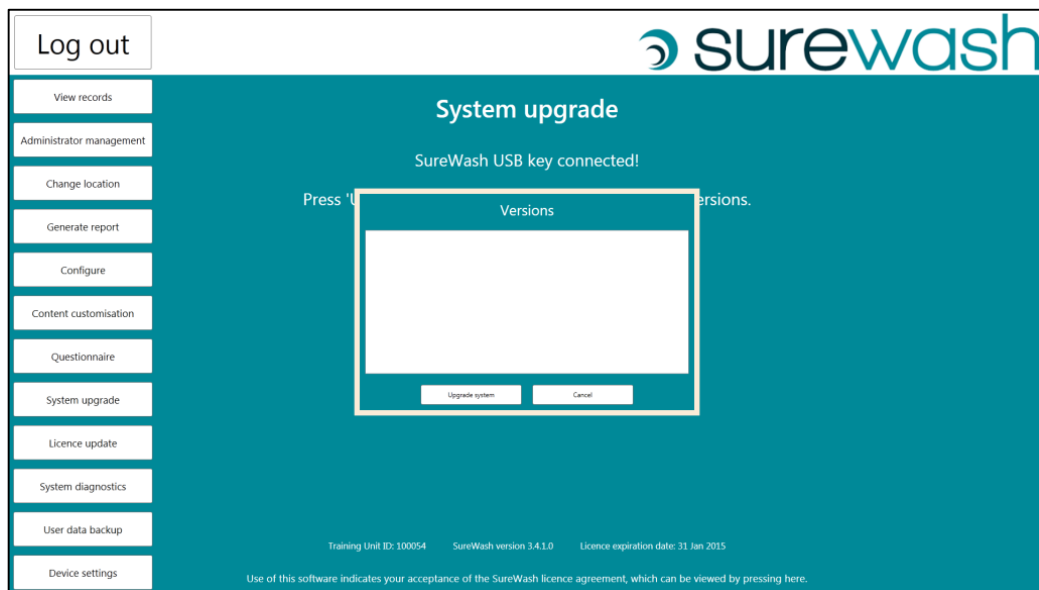 Log out
surewash
View records
Administrator management
Change location
Generate report
Configure
Content customisation
Questionnaire
System upgrade
Licence update
System diagnostics
User data backup
Device settings
System upgrade
SureWash USB key connected!
Press 'U
ersions.
Versions
Upgrade system
Cancel
Training Unit ID: 100054 SureWash version 3.4.1.0 Licence expiration date: 31 Jan 2015
Use of this software indicates your acceptance of the SureWash licence agreement, which can be viewed by pressing here.